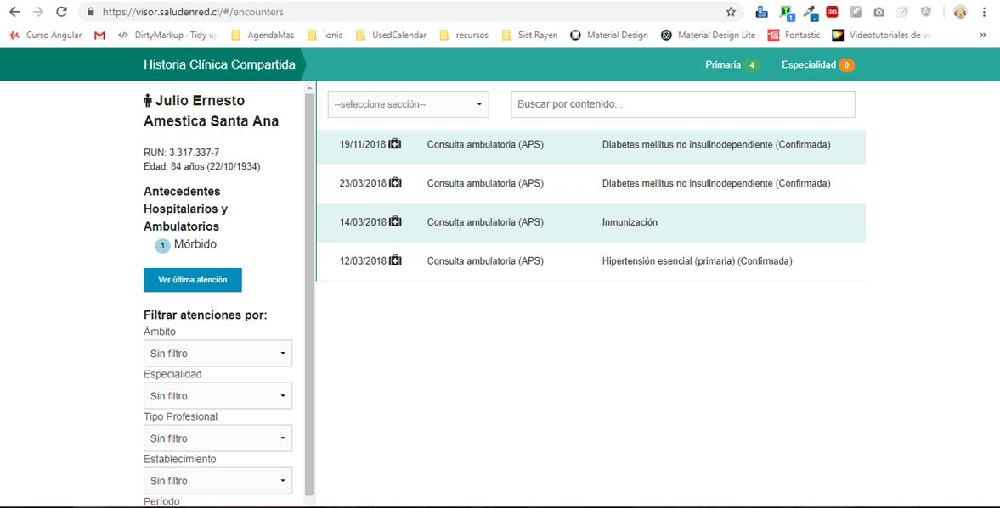 https://visor.saludenred.cl/#/encounters
1
CORS
Curso Angular
DirtyMarkup - Tidy up
AgendaMas
ionic
UsedCalendar
recursos
Sist Rayen
Material Design
Material Design Lite
Fontastic
Videotutoriales de
»
Historia Clínica Compartida
Primaria 4
Especialidad 0
Julio Ernesto
Amestica Santa Ana
RUN: 3.317.337-7
Edad: 84 años (22/10/1934)
Antecedentes
Hospitalarios y
Ambulatorios
1 Mórbido
Ver última atención
Filtrar atenciones por:
Ámbito
Sin filtro
Especialidad
Sin filtro
Tipo Profesional
Sin filtro
Establecimiento
Sin filtro
Período
--seleccione sección--
Buscar por contenido...
19/11/2018 Consulta ambulatoria (APS) Diabetes mellitus no insulinodependiente (Confirmada)
23/03/2018 Consulta ambulatoria (APS) Diabetes mellitus no insulinodependiente (Confirmada)
14/03/2018 Consulta ambulatoria (APS) Inmunización
12/03/2018 Consulta ambulatoria (APS) Hipertensión esencial (primaria) (Confirmada)